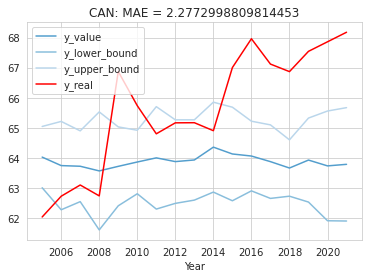 CAN: MAE = 2.2772998809814453
y_value
y_lower_bound
y_upper_bound
y_real
68
67
66
65
64
63
62
2006 2008 2010 2012 2014 2016 2018 2020
Year